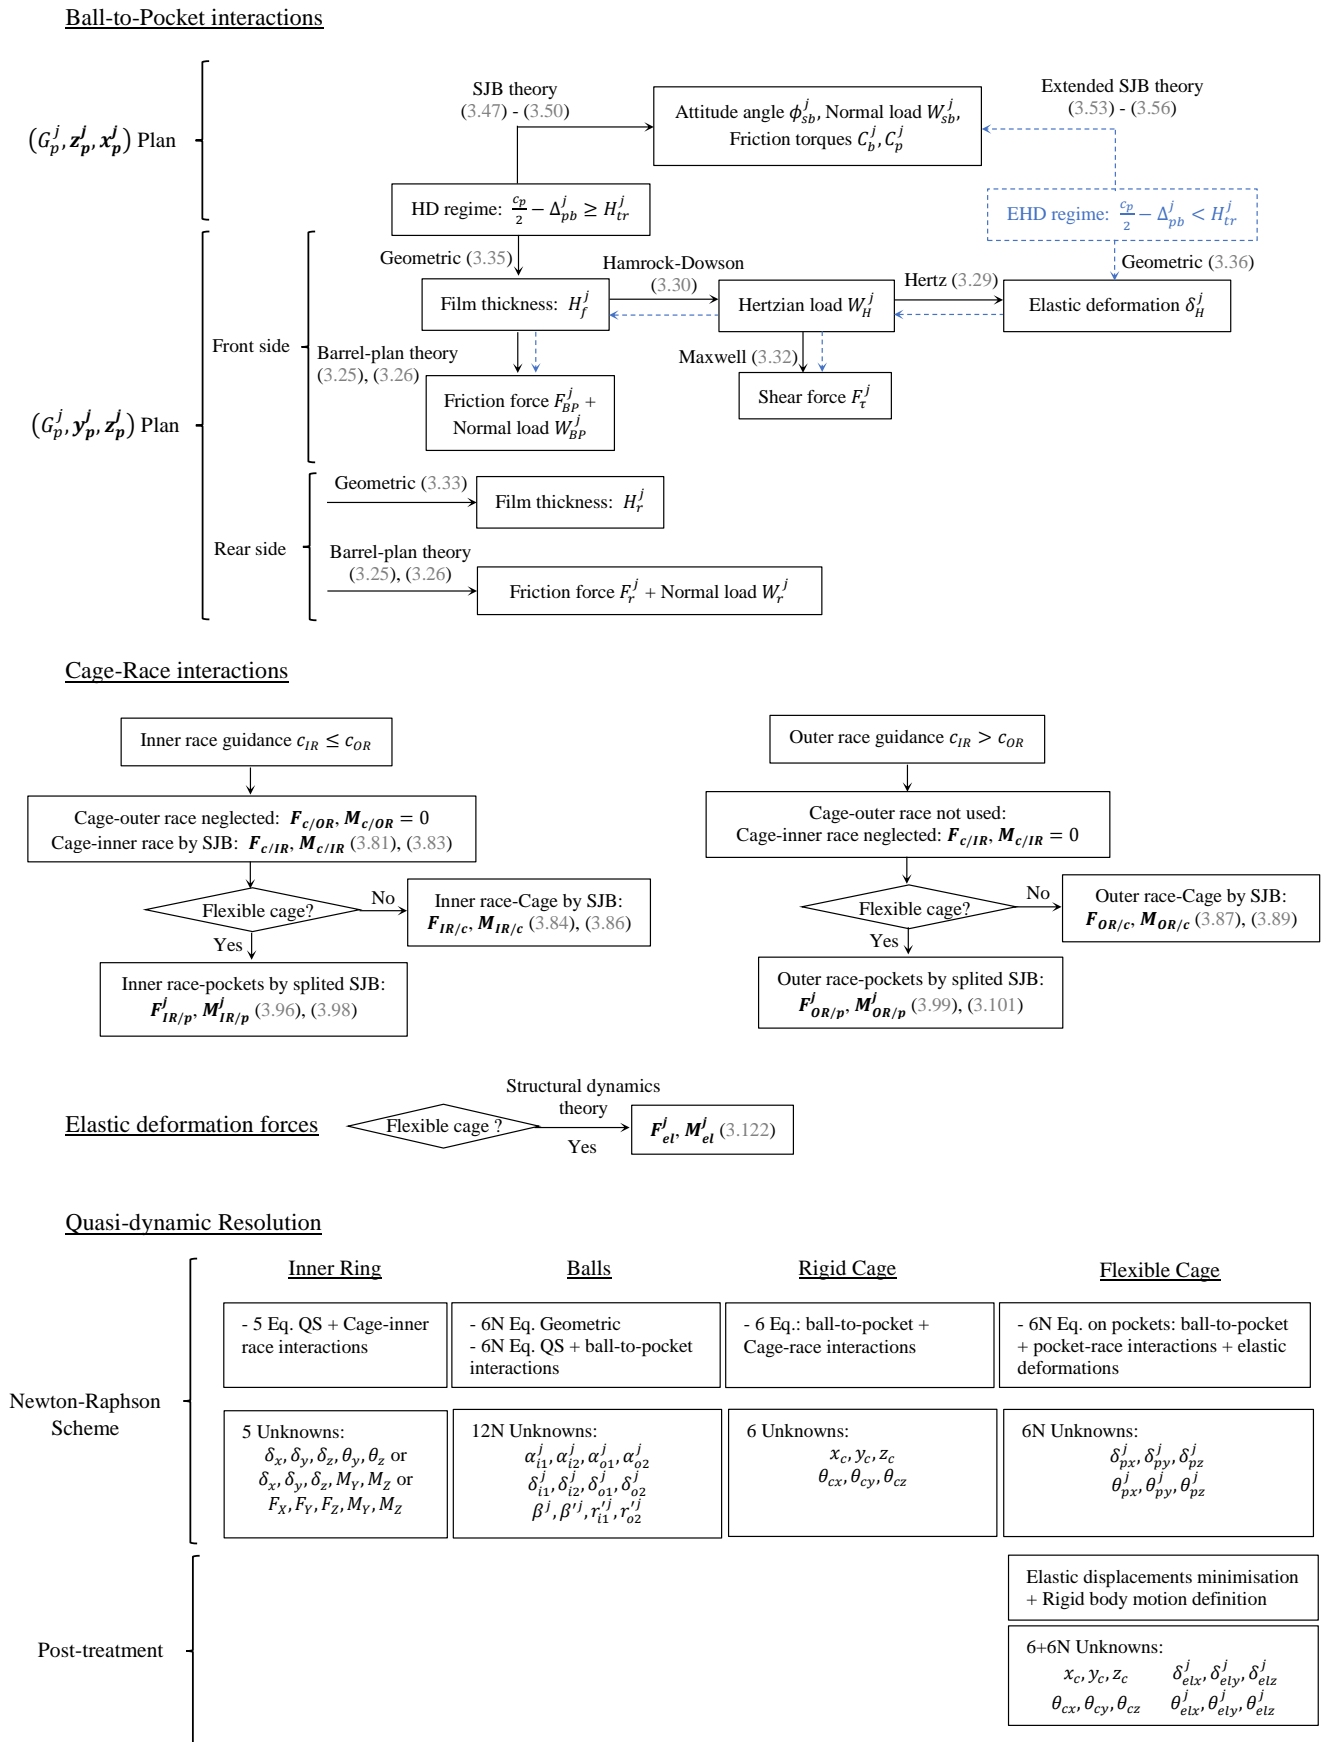 Ball-to-Pocket interactions
SJB theory
(3.47) - (3.50)
Extended SJB theory
(3.53) - (3.56)
(G_p^j, z_p^j, x_p^j) Plan
Attitude angle ϕ_sb^j, Normal load W_sb^j,
Friction torques C_b^j, C_p^j
HD regime: c_p/2 − Δ_pb^j ≥ H_tr^j
EHD regime: c_p/2 − Δ_pb^j < H_tr^j
Geometric (3.35)
Hamrock-Dowson
(3.30)
Hertz (3.29)
Geometric (3.36)
Film thickness: H_f^j
Hertzian load W_H^j
Elastic deformation δ_H^j
Front side
Barrel-plan theory
(3.25), (3.26)
Maxwell (3.32)
Friction force F_BP^j +
Normal load W_BP^j
Shear force F_τ^j
(G_p^j, y_p^j, z_p^j) Plan
Geometric (3.33)
Film thickness: H_r^j
Rear side
Barrel-plan theory
(3.25), (3.26)
Friction force F_r^j + Normal load W_r^j
Cage-Race interactions
Inner race guidance c_IR ≤ c_OR
Cage-outer race neglected: F_c/OR, M_c/OR = 0
Cage-inner race by SJB: F_c/IR, M_c/IR (3.81), (3.83)
Flexible cage?
No
Inner race-Cage by SJB:
F_IR/c, M_IR/c (3.84), (3.86)
Yes
Inner race-pockets by splited SJB:
F_IR/p^j, M_IR/p^j (3.96), (3.98)
Outer race guidance c_IR > c_OR
Cage-outer race not used:
Cage-inner race neglected: F_c/IR, M_c/IR = 0
Flexible cage?
No
Outer race-Cage by SJB:
F_OR/c, M_OR/c (3.87), (3.89)
Yes
Outer race-pockets by splited SJB:
F_OR/p^j, M_OR/p^j (3.99), (3.101)
Elastic deformation forces
Flexible cage ?
Structural dynamics
theory
Yes
F_el^j, M_el^j (3.122)
Quasi-dynamic Resolution
Newton-Raphson
Scheme
Inner Ring
- 5 Eq. QS + Cage-inner
race interactions
5 Unknowns:
δ_x, δ_y, δ_z, θ_y, θ_z or
δ_x, δ_y, δ_z, M_Y, M_Z or
F_X, F_Y, F_Z, M_Y, M_Z
Balls
- 6N Eq. Geometric
- 6N Eq. QS + ball-to-pocket
interactions
12N Unknowns:
α_i1^j, α_i2^j, α_o1^j, α_o2^j
δ_i1^j, δ_i2^j, δ_o1^j, δ_o2^j
β^j, β'^j, r_i1'^j, r_o2'^j
Rigid Cage
- 6 Eq.: ball-to-pocket +
Cage-race interactions
6 Unknowns:
x_c, y_c, z_c
θ_cx, θ_cy, θ_cz
Flexible Cage
- 6N Eq. on pockets: ball-to-pocket
+ pocket-race interactions + elastic
deformations
6N Unknowns:
δ_px^j, δ_py^j, δ_pz^j
θ_px^j, θ_py^j, θ_pz^j
Post-treatment
Elastic displacements minimisation
+ Rigid body motion definition
6+6N Unknowns:
x_c, y_c, z_c δ_elx^j, δ_ely^j, δ_elz^j
θ_cx, θ_cy, θ_cz θ_elx^j, θ_ely^j, θ_elz^j